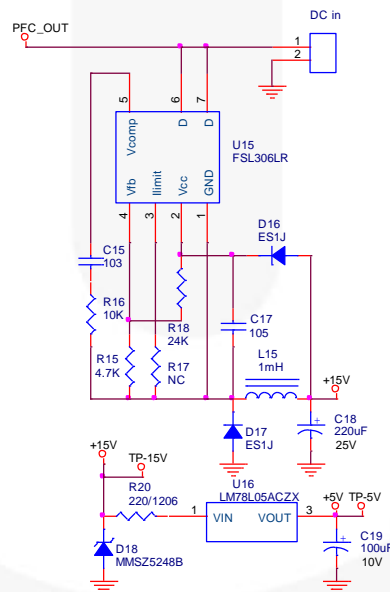 DC in
PFC_OUT
1
2
5
6
7
Vcomp
D
D
U15
FSL306LR
Vfb
Ilimit
Vcc
GND
4
3
2
1
D16
ES1J
C15
103
R16
10K
R18
24K
C17
105
R15
4.7K
R17
NC
L15
1mH
+15V
D17
ES1J
+
C18
220uF
25V
+15V
TP-15V
R20
220/1206
U16
LM78L05ACZX
1
VIN
VOUT
3
+5V
TP-5V
D18
MMSZ5248B
+
C19
100uF
10V